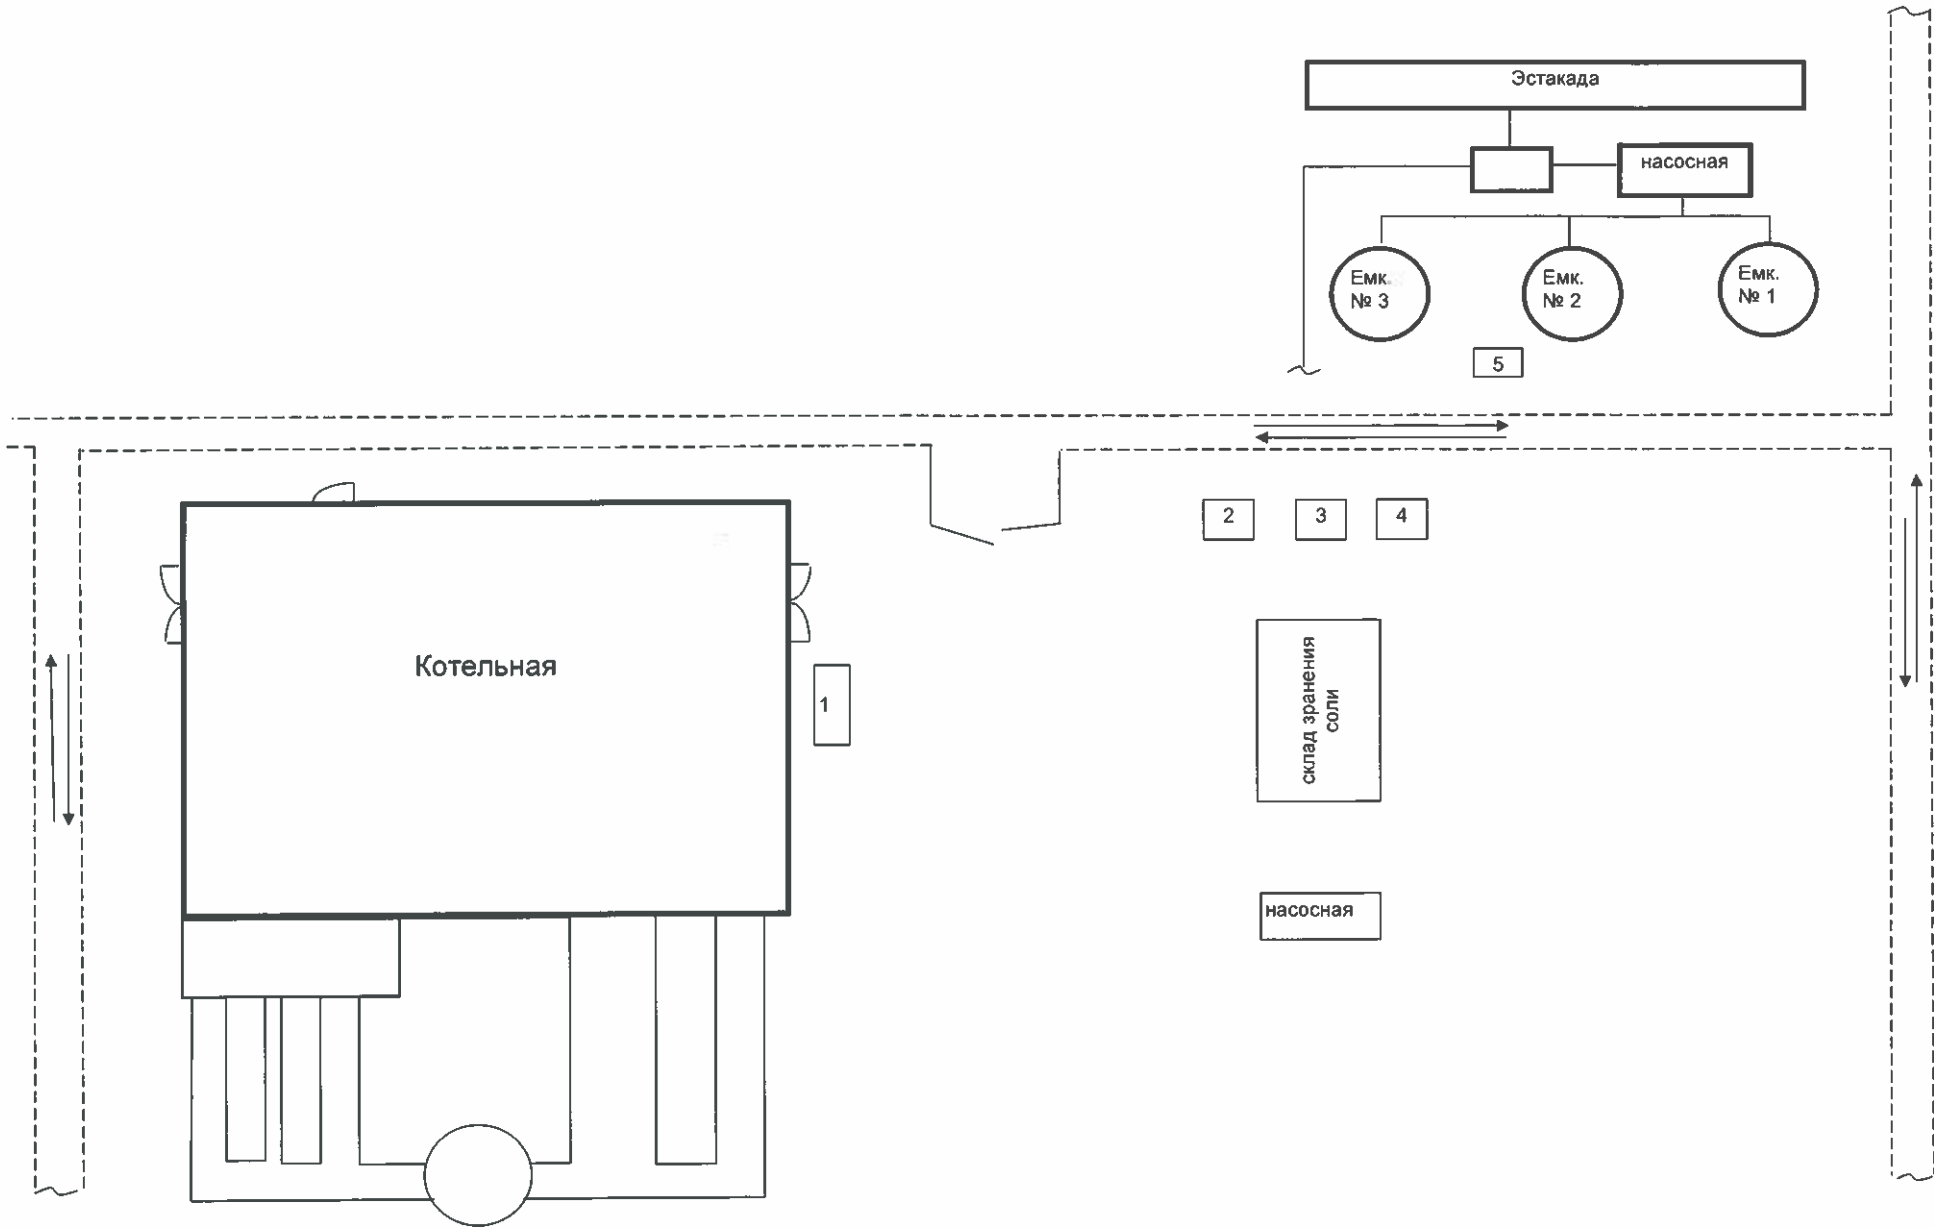 Эстакада
насосная
Емк.
№ 3
Емк.
№ 2
Емк.
№ 1
5
2
3
4
Котельная
1
склад зранения
соли
насосная